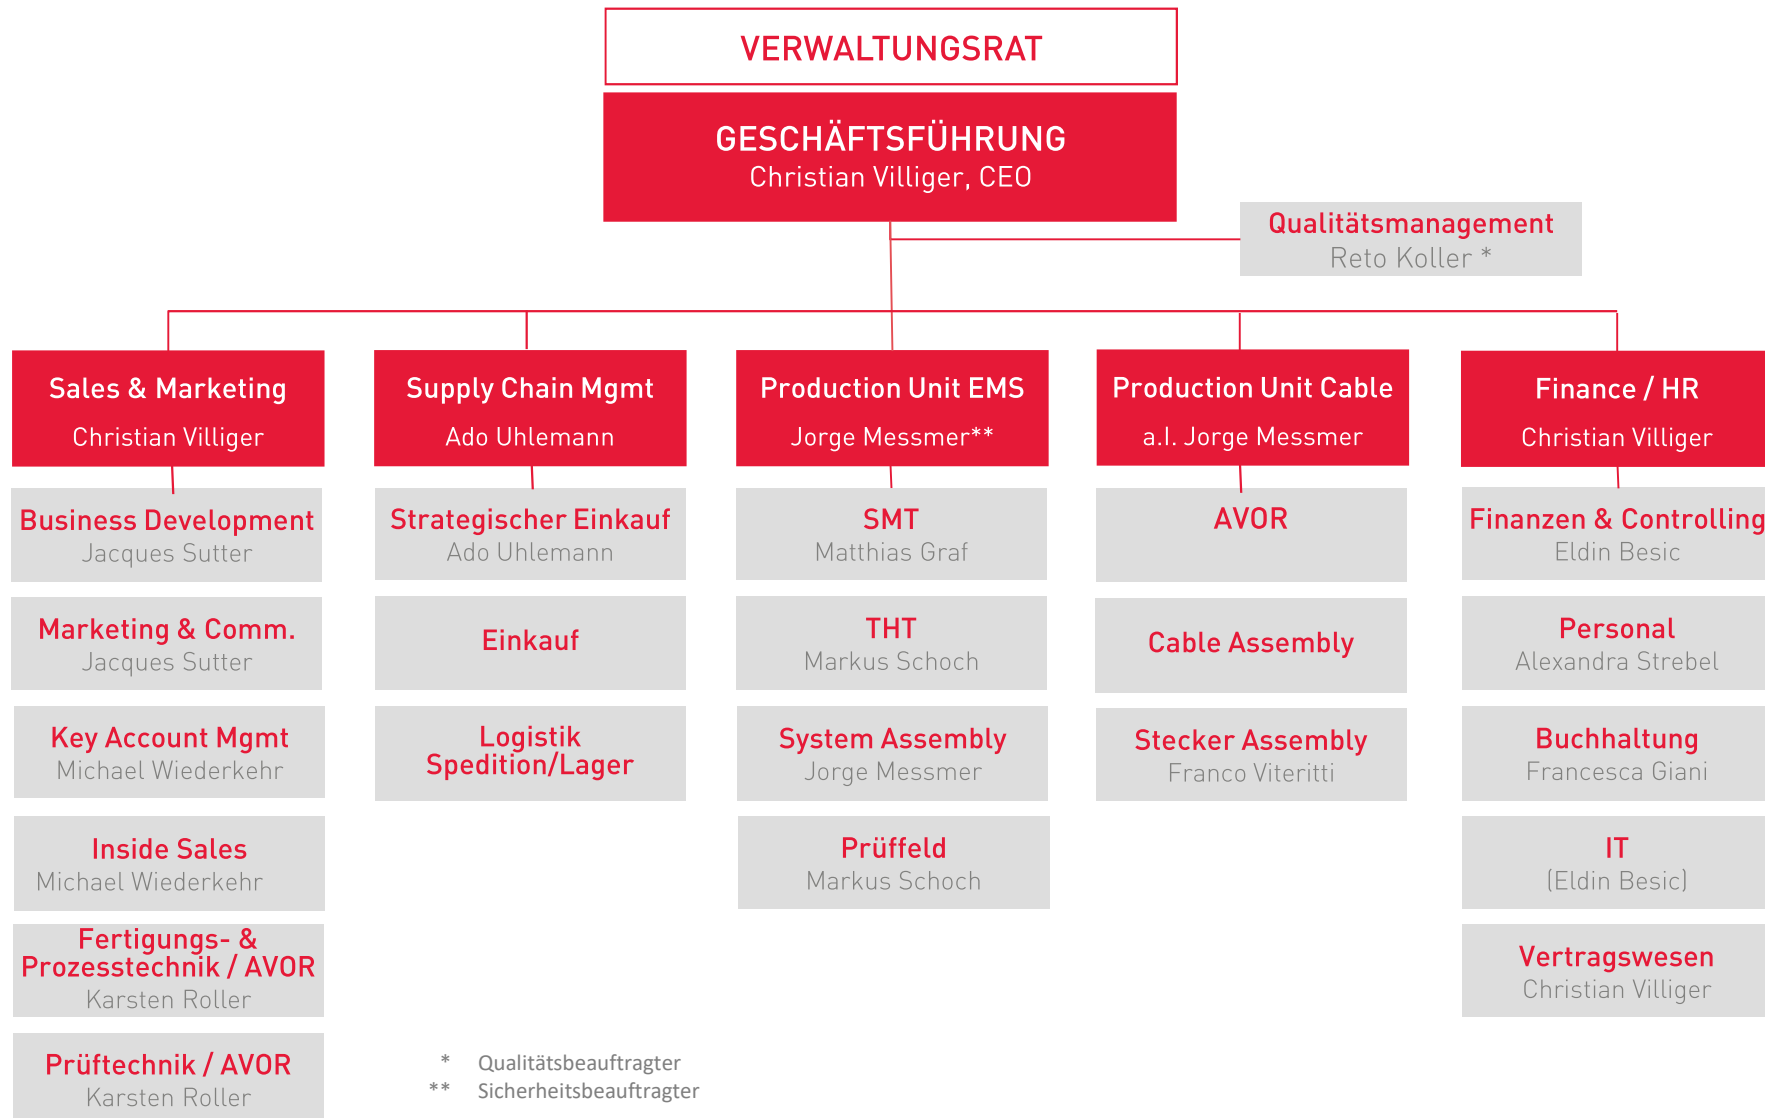 VERWALTUNGSRAT
GESCHÄFTSFÜHRUNG
Christian Villiger, CEO
Qualitätsmanagement
Reto Koller *
Sales & Marketing
Christian Villiger
Business Development
Jacques Sutter
Marketing & Comm.
Jacques Sutter
Key Account Mgmt
Michael Wiederkehr
Inside Sales
Michael Wiederkehr
Fertigungs- &
Prozesstechnik / AVOR
Karsten Roller
Prüftechnik / AVOR
Karsten Roller
Supply Chain Mgmt
Ado Uhlemann
Strategischer Einkauf
Ado Uhlemann
Einkauf
Logistik
Spedition/Lager
Production Unit EMS
Jorge Messmer**
SMT
Matthias Graf
THT
Markus Schoch
System Assembly
Jorge Messmer
Prüffeld
Markus Schoch
Production Unit Cable
a.I. Jorge Messmer
AVOR
Cable Assembly
Stecker Assembly
Franco Viteritti
Finance / HR
Christian Villiger
Finanzen & Controlling
Eldin Besic
Personal
Alexandra Strebel
Buchhaltung
Francesca Giani
IT
(Eldin Besic)
Vertragswesen
Christian Villiger
* Qualitätsbeauftragter
** Sicherheitsbeauftragter